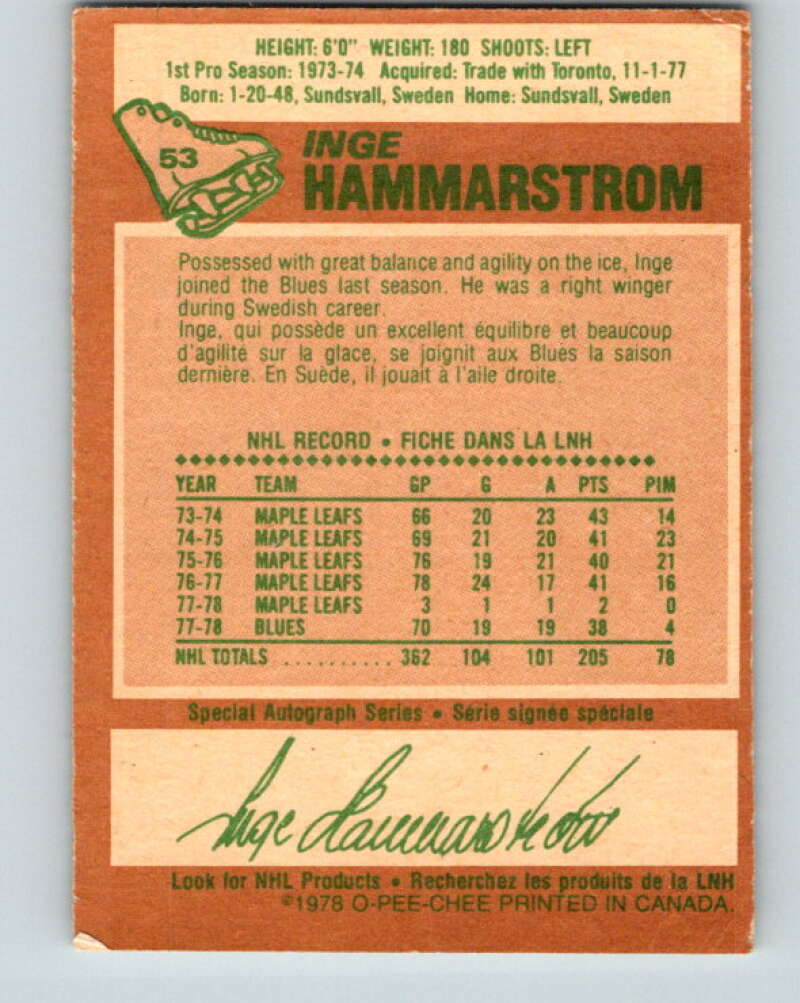 HEIGHT: 6'0" WEIGHT: 180 SHOOTS: LEFT
1st Pro Season: 1973-74 Acquired: Trade with Toronto, 11-1-77
Born: 1-20-48, Sundsvall, Sweden Home: Sundsvall, Sweden
53
INGE
HAMMARSTROM
Possessed with great balance and agility on the ice, Inge
joined the Blues last season. He was a right winger
during Swedish career.
Inge, qui possède un excellent équilibre et beaucoup
d'agilité sur la glace, se joignit aux Blues la saison
dernière. En Suède, il jouait à l'aile droite.
NHL RECORD • FICHE DANS LA LNH
YEAR TEAM GP G A PTS PIM
73-74 MAPLE LEAFS 66 20 23 43 14
74-75 MAPLE LEAFS 69 21 20 41 23
75-76 MAPLE LEAFS 76 19 21 40 21
76-77 MAPLE LEAFS 78 24 17 41 16
77-78 MAPLE LEAFS 3 1 1 2 0
77-78 BLUES 70 19 19 38 4
NHL TOTALS .......... 362 104 101 205 78
Special Autograph Series • Série signée spéciale
Inge Hammarström
Look for NHL Products • Recherchez les produits de la LNH
©1978 O-PEE-CHEE PRINTED IN CANADA.